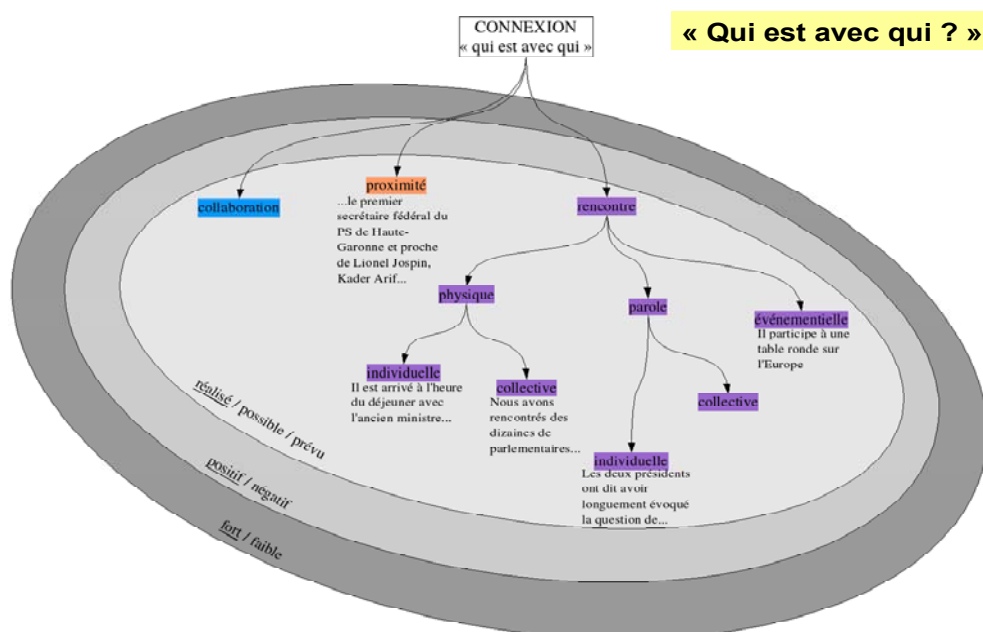 CONNEXION
« qui est avec qui »
« Qui est avec qui ? »
collaboration
proximité
...le premier
secrétaire fédéral du
PS de Haute-
Garonne et proche
de Lionel Jospin,
Kader Arif...
rencontre
physique
parole
événementielle
Il participe à une
table ronde sur
l'Europe
individuelle
Il est arrivé à l'heure
du déjeuner avec
l'ancien ministre...
collective
Nous avons
rencontrés des
dizaines de
parlementaires...
collective
individuelle
Les deux présidents
ont dit avoir
longuement évoqué
la question de...
réalisé / possible / prévu
positif / négatif
fort / faible